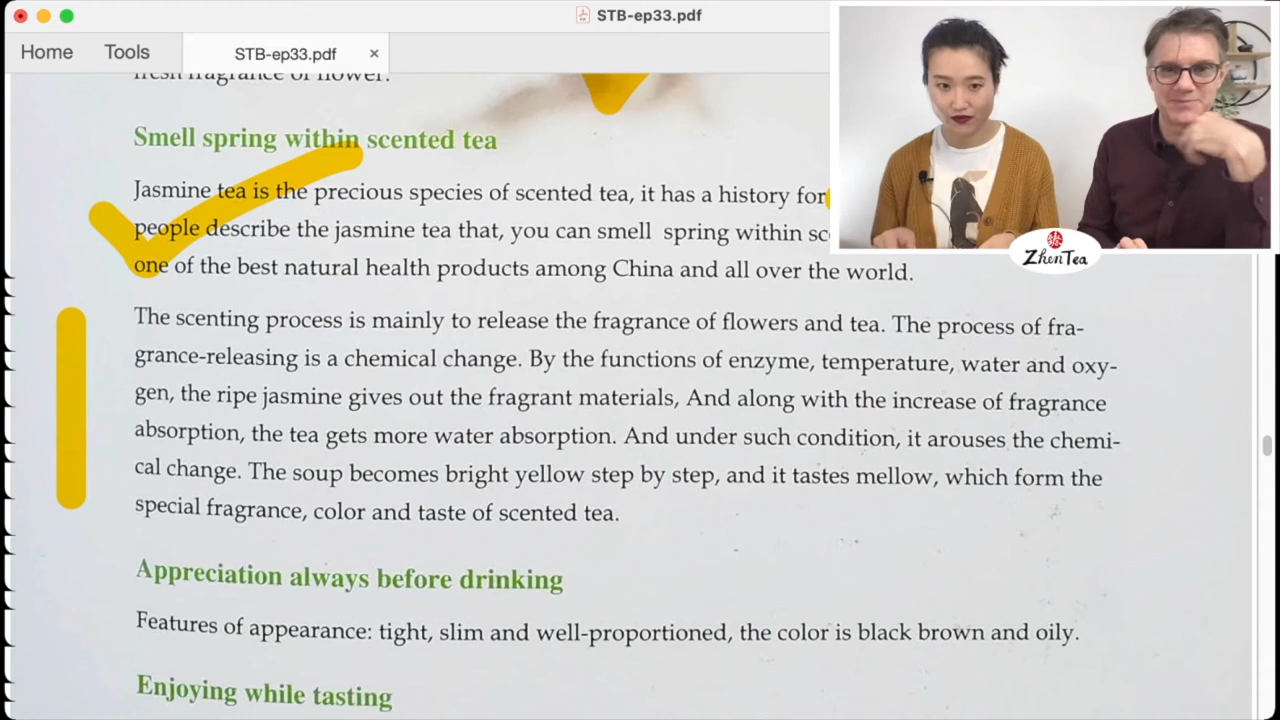 STB-ep33.pdf
Home
Tools
STB-ep33.pdf
fresh fragrance of flower.
Smell spring within scented tea
Jasmine tea is the precious species of scented tea, it has a history for
people describe the jasmine tea that, you can smell spring within
one of the best natural health products among China and all over the world.
The scenting process is mainly to release the fragrance of flowers and tea. The process of fra-
grance-releasing is a chemical change. By the functions of enzyme, temperature, water and oxy-
gen, the ripe jasmine gives out the fragrant materials, And along with the increase of fragrance
absorption, the tea gets more water absorption. And under such condition, it arouses the chemi-
cal change. The soup becomes bright yellow step by step, and it tastes mellow, which form the
special fragrance, color and taste of scented tea.
Appreciation always before drinking
Features of appearance: tight, slim and well-proportioned, the color is black brown and oily.
Enjoying while tasting
ZhenTea